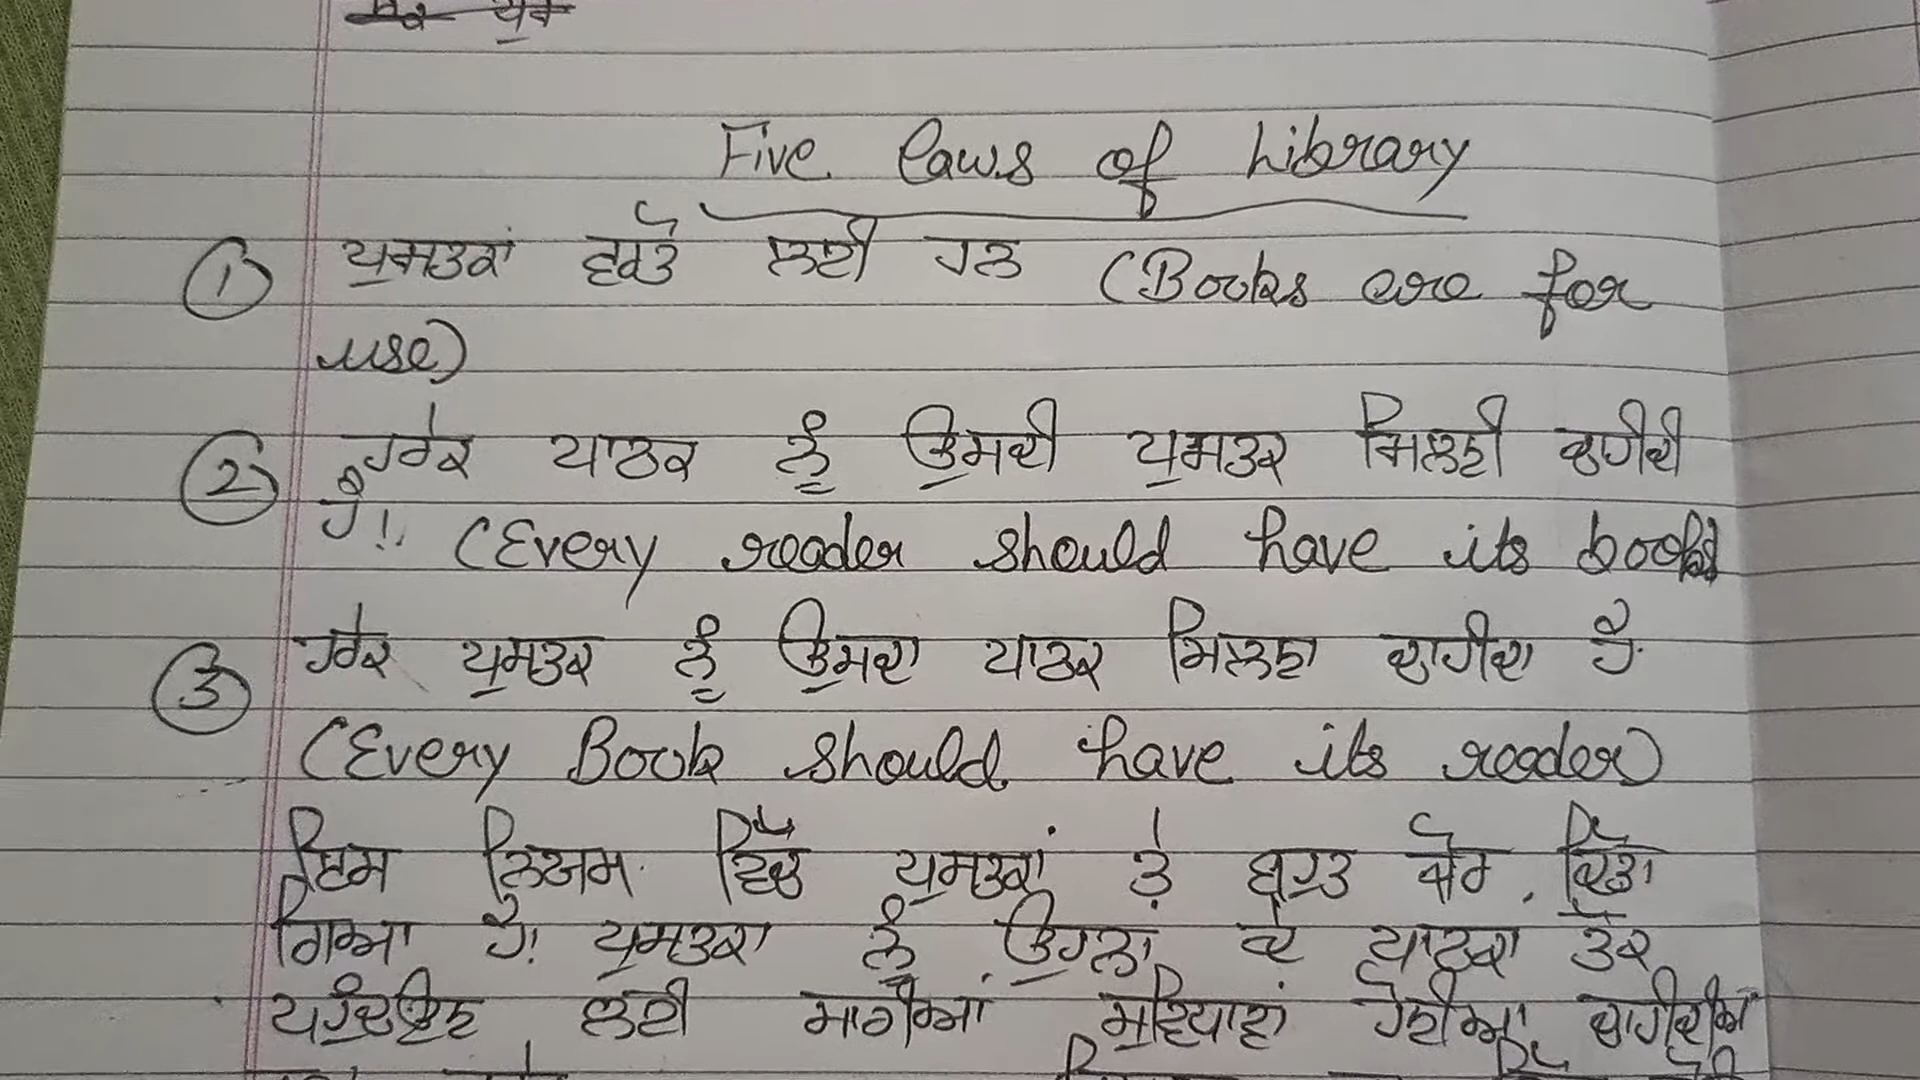 Five laws of Library
① ਪੁਸਤਕਾਂ ਵਰਤੋਂ ਲਈ ਹਨ (Books are for
use)
② ਹਰੇਕ ਪਾਠਕ ਨੂੰ ਉਸਦੀ ਪੁਸਤਕ ਮਿਲਣੀ ਚਾਹੀਦੀ
ਹੈ। (Every reader should have its books)
③ ਹਰੇਕ ਪੁਸਤਕ ਨੂੰ ਉਸਦਾ ਪਾਠਕ ਮਿਲਣਾ ਚਾਹੀਦਾ ਹੈ
(Every Book should have its reader)
ਇਸ ਨਿਯਮ ਵਿੱਚ ਪੁਸਤਕਾਂ ਤੇ ਬਹੁਤ ਜੋਰ ਦਿੱਤਾ
ਗਿਆ ਹੈ। ਪੁਸਤਕਾ ਨੂੰ ਉਹਨਾਂ ਦੇ ਪਾਠਕਾ ਤੱਕ
ਪਹੁੰਚਾਉਣ ਲਈ ਸਾਰੀਆਂ ਸੁਵਿਧਾਵਾਂ ਹੋਣੀਆ ਚਾਹੀਦੀਆਂ